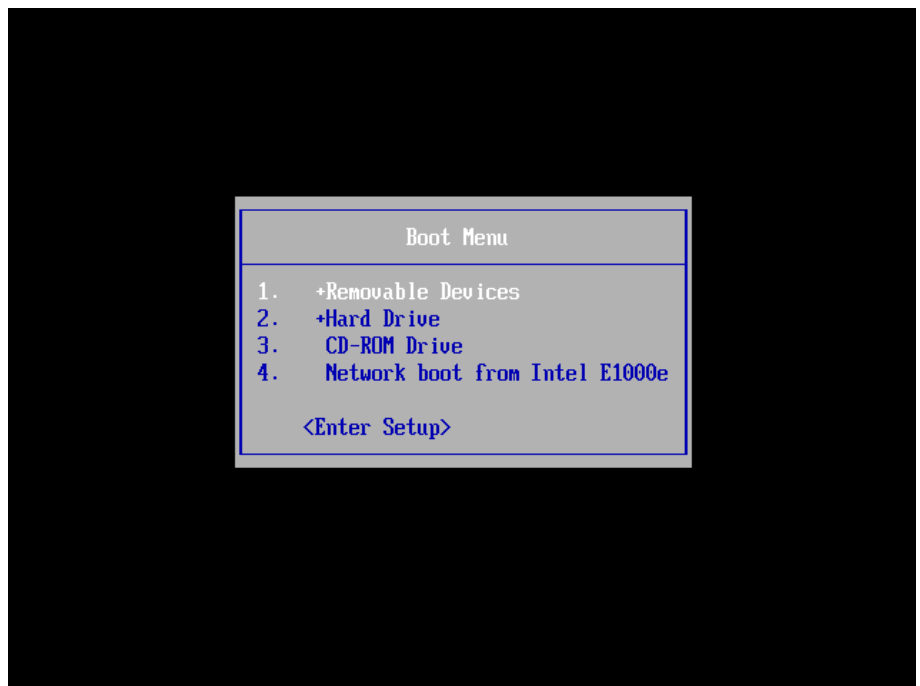 Boot Menu
1. +Removable Devices
2. +Hard Drive
3. CD-ROM Drive
4. Network boot from Intel E1000e
<Enter Setup>